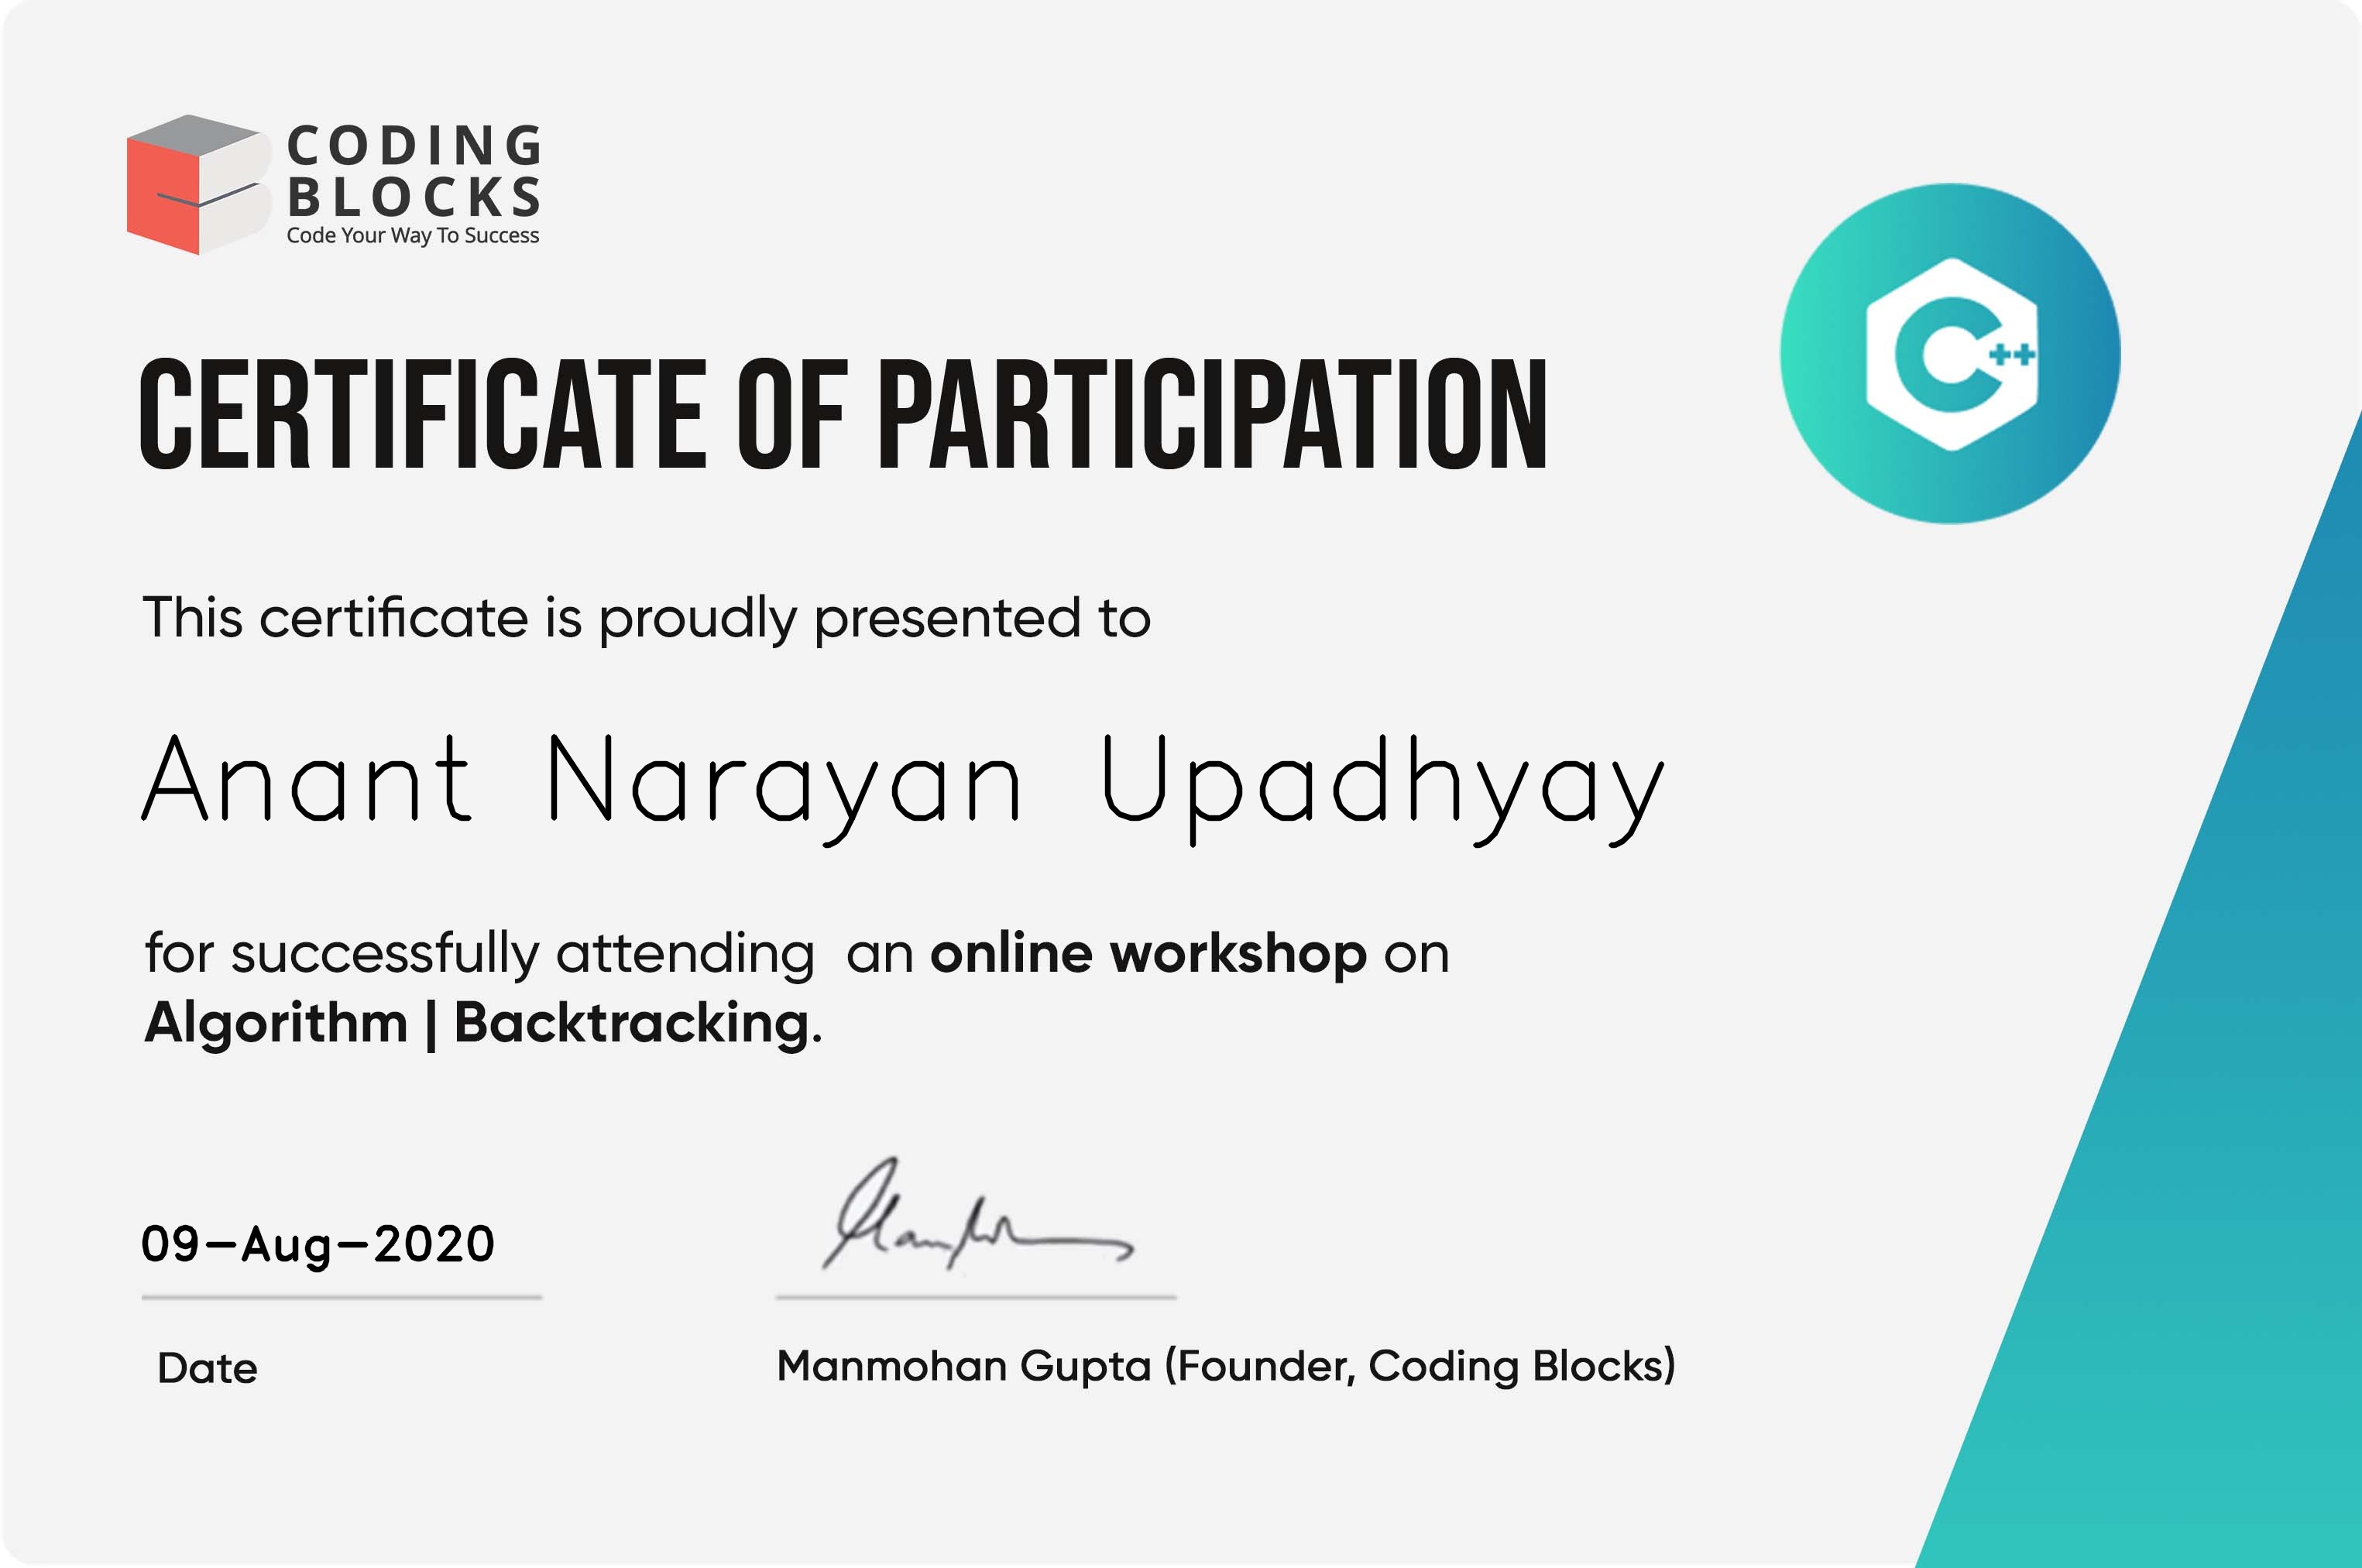 CODING
BLOCKS
Code Your Way To Success
C++
CERTIFICATE OF PARTICIPATION
This certificate is proudly presented to
Anant Narayan Upadhyay
for successfully attending an online workshop on
Algorithm | Backtracking.
09-Aug-2020
Date
Manmohan Gupta (Founder, Coding Blocks)